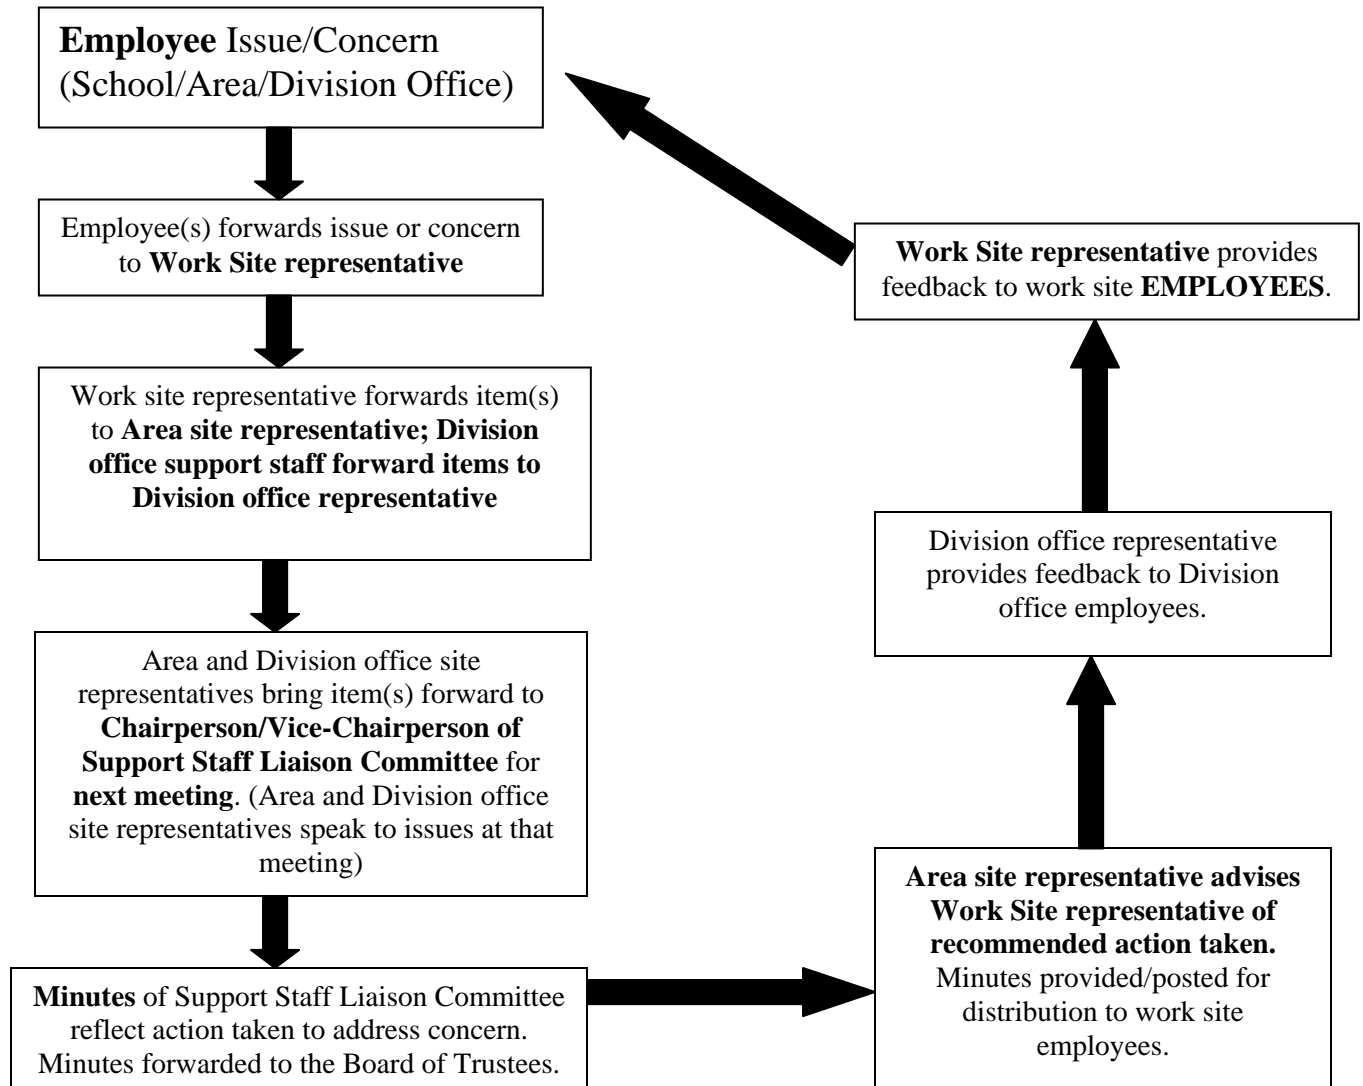 Employee Issue/Concern
(School/Area/Division Office)
Employee(s) forwards issue or concern
to Work Site representative
Work site representative forwards item(s)
to Area site representative; Division
office support staff forward items to
Division office representative
Area and Division office site
representatives bring item(s) forward to
Chairperson/Vice-Chairperson of
Support Staff Liaison Committee for
next meeting. (Area and Division office
site representatives speak to issues at that
meeting)
Minutes of Support Staff Liaison Committee
reflect action taken to address concern.
Minutes forwarded to the Board of Trustees.
Area site representative advises
Work Site representative of
recommended action taken.
Minutes provided/posted for
distribution to work site
employees.
Division office representative
provides feedback to Division
office employees.
Work Site representative provides
feedback to work site EMPLOYEES.